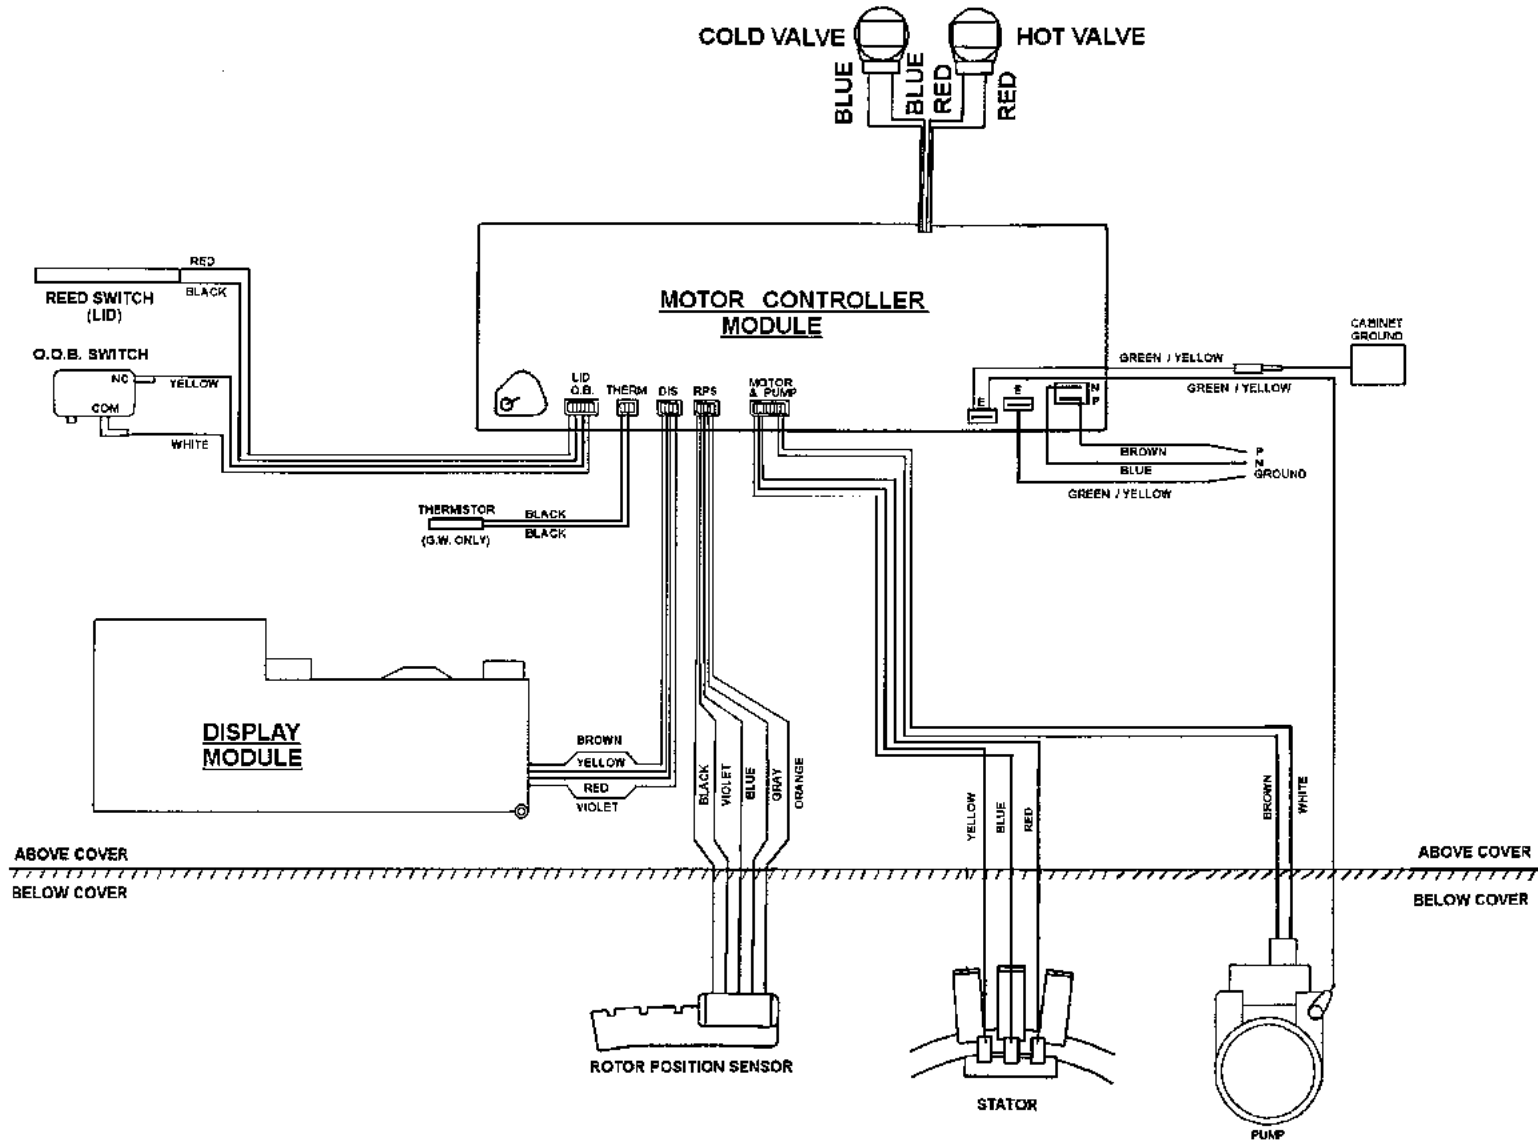 COLD VALVE
HOT VALVE
BLUE
BLUE
RED
RED
MOTOR CONTROLLER
MODULE
RED
BLACK
REED SWITCH
(LID)
O.O.B. SWITCH
NC
YELLOW
COM
WHITE
LID
O.B.
THERM
DIS
RPS
MOTOR
& PUMP
E
E
N
P
GREEN / YELLOW
GREEN / YELLOW
CABINET
GROUND
BROWN
BLUE
GREEN / YELLOW
P
N
GROUND
THERMISTOR
(G.W. ONLY)
BLACK
BLACK
DISPLAY
MODULE
BROWN
YELLOW
RED
VIOLET
BLACK
VIOLET
BLUE
GRAY
ORANGE
YELLOW
BLUE
RED
BROWN
WHITE
ABOVE COVER
BELOW COVER
ABOVE COVER
BELOW COVER
ROTOR POSITION SENSOR
STATOR
PUMP